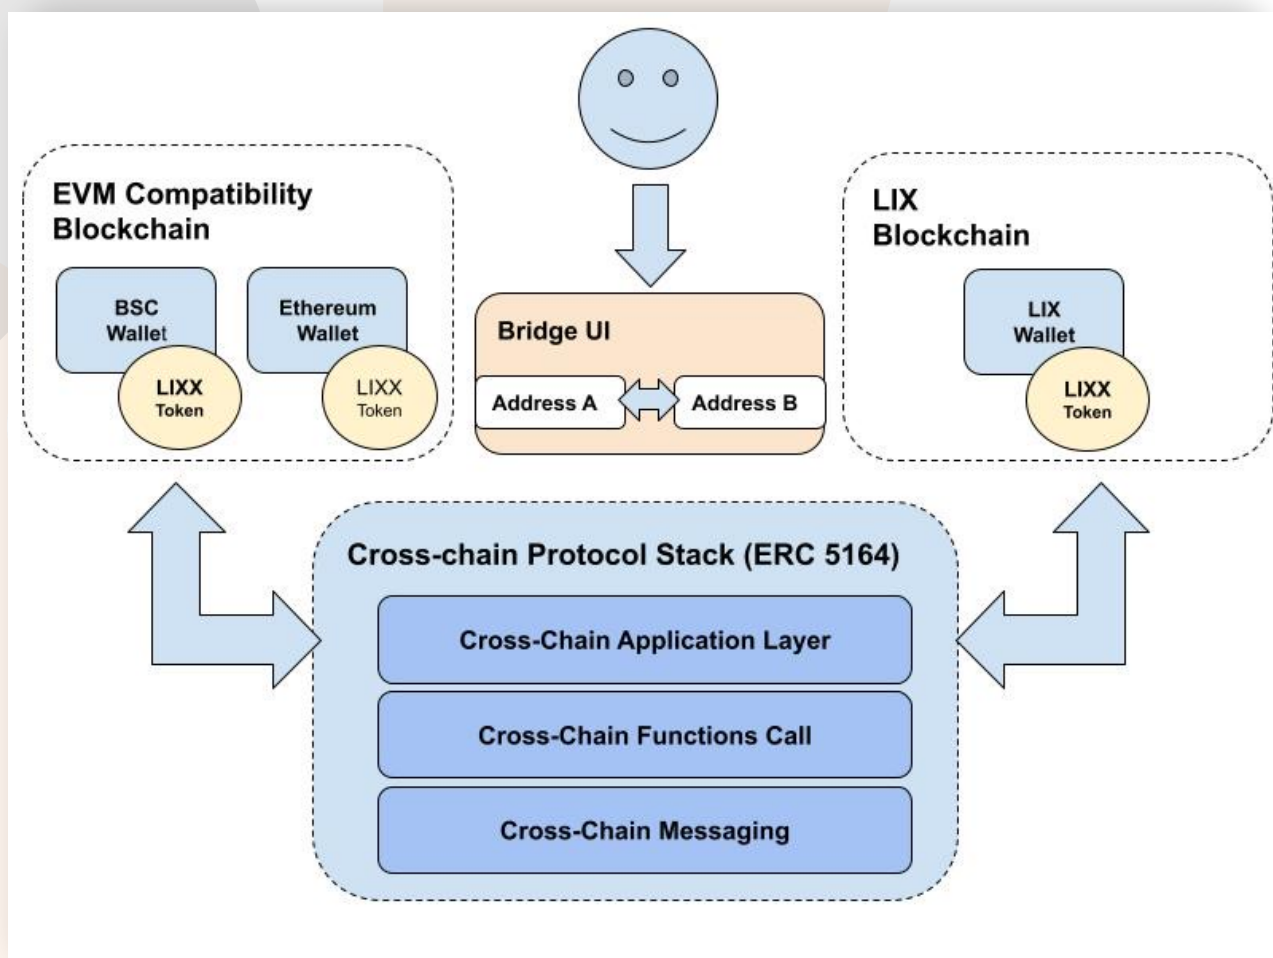 EVM Compatibility
Blockchain
BSC
Wallet
Ethereum
Wallet
LIXX
Token
LIXX
Token
Bridge UI
Address A
Address B
LIX
Blockchain
LIX
Wallet
LIXX
Token
Cross-chain Protocol Stack (ERC 5164)
Cross-Chain Application Layer
Cross-Chain Functions Call
Cross-Chain Messaging